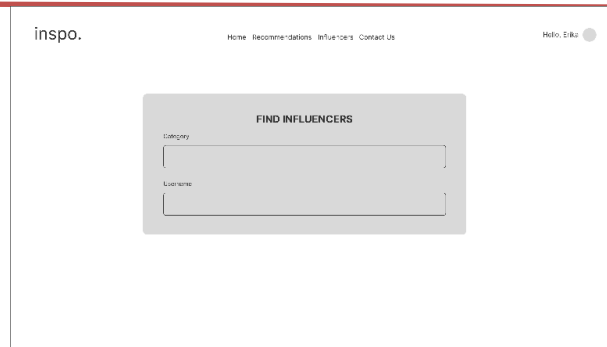 inspo.
Home Recommendations Influencers Contact Us
Hello, Erika
FIND INFLUENCERS
Category
Username